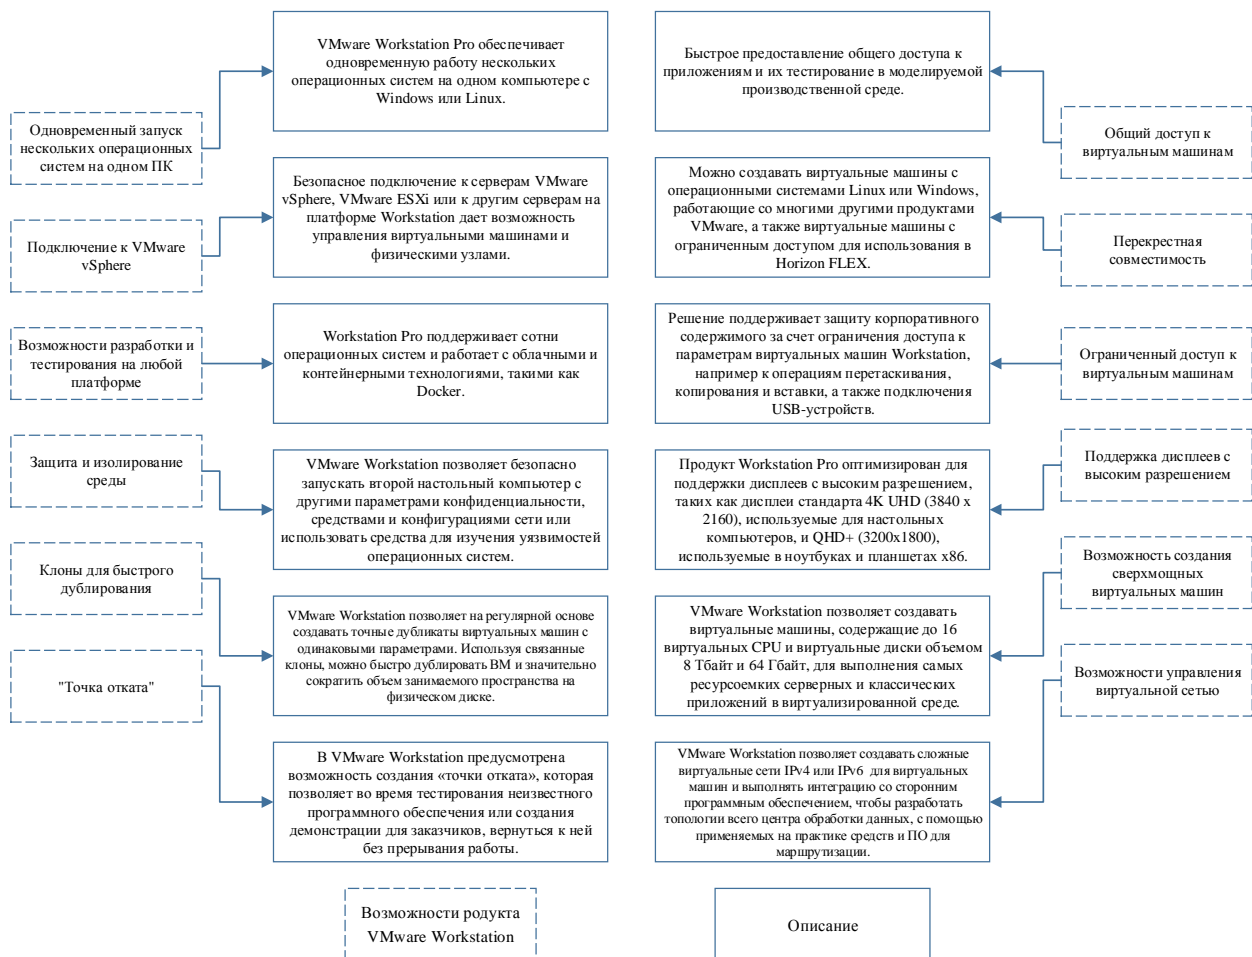 Одновременный запуск
нескольких операционных
систем на одном ПК
Подключение к VMware
vSphere
Возможности разработки и
тестирования на любой
платформе
Защита и изолирование
среды
Клоны для быстрого
дублирования
"Точка отката"
VMware Workstation Pro обеспечивает
одновременную работу нескольких
операционных систем на одном компьютере с
Windows или Linux.
Безопасное подключение к серверам VMware
vSphere, VMware ESXi или к другим серверам на
платформе Workstation дает возможность
управления виртуальными машинами и
физическими узлами.
Workstation Pro поддерживает сотни
операционных систем и работает с облачными и
контейнерными технологиями, такими как
Docker.
VMware Workstation позволяет безопасно
запускать второй настольный компьютер с
другими параметрами конфиденциальности,
средствами и конфигурациями сети или
использовать средства для изучения уязвимостей
операционных систем.
VMware Workstation позволяет на регулярной основе
создавать точные дубликаты виртуальных машин с
одинаковыми параметрами. Используя связанные
клоны, можно быстро дублировать ВМ и значительно
сократить объем занимаемого пространства на
физическом диске.
В VMware Workstation предусмотрена
возможность создания «точки отката», которая
позволяет во время тестирования неизвестного
программного обеспечения или создания
демонстрации для заказчиков, вернуться к ней
без прерывания работы.
Быстрое предоставление общего доступа к
приложениям и их тестирование в моделируемой
производственной среде.
Можно создавать виртуальные машины с
операционными системами Linux или Windows,
работающие со многими другими продуктами
VMware, а также виртуальные машины с
ограниченным доступом для использования в
Horizon FLEX.
Решение поддерживает защиту корпоративного
содержимого за счет ограничения доступа к
параметрам виртуальных машин Workstation,
например к операциям перетаскивания,
копирования и вставки, а также подключения
USB-устройств.
Продукт Workstation Pro оптимизирован для
поддержки дисплеев с высоким разрешением,
таких как дисплеи стандарта 4K UHD (3840 x
2160), используемые для настольных
компьютеров, и QHD+ (3200x1800),
используемые в ноутбуках и планшетах x86.
VMware Workstation позволяет создавать
виртуальные машины, содержащие до 16
виртуальных CPU и виртуальные диски объемом
8 Тбайт и 64 Гбайт, для выполнения самых
ресурсоемких серверных и классических
приложений в виртуализированной среде.
VMware Workstation позволяет создавать сложные
виртуальные сети IPv4 или IPv6 для виртуальных
машин и выполнять интеграцию со сторонним
программным обеспечением, чтобы разработать
топологии всего центра обработки данных, с помощью
применяемых на практике средств и ПО для
маршрутизации.
Общий доступ к
виртуальным машинам
Перекрестная
совместимость
Ограниченный доступ к
виртуальным машинам
Поддержка дисплеев с
высоким разрешением
Возможность создания
сверхмощных
виртуальных машин
Возможности управления
виртуальной сетью
Возможности родукта
VMware Workstation
Описание